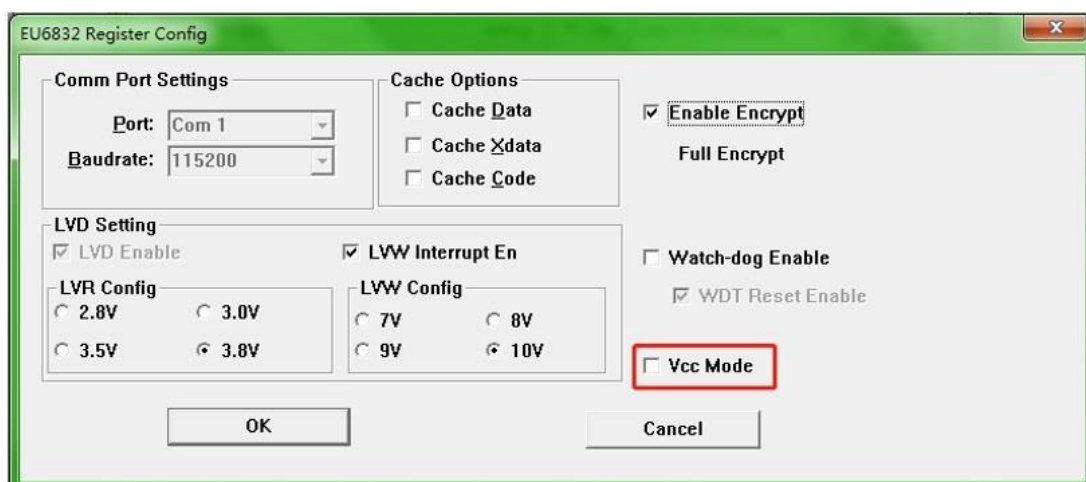 EU6832 Register Config
Comm Port Settings
Port: Com 1
Baudrate: 115200
Cache Options
Cache Data
Cache Xdata
Cache Code
Enable Encrypt
Full Encrypt
LVD Setting
LVD Enable
LVW Interrupt En
LVR Config
2.8V 3.0V
3.5V 3.8V
LVW Config
7V 8V
9V 10V
Watch-dog Enable
WDT Reset Enable
Vcc Mode
OK
Cancel